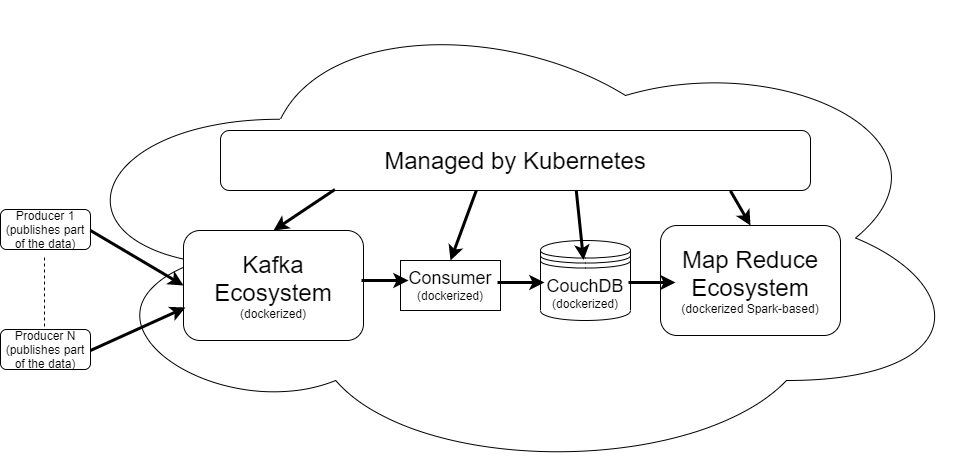 Managed by Kubernetes
Producer 1
(publishes part
of the data)
Kafka
Ecosystem
(dockerized)
Consumer
(dockerized)
CouchDB
(dockerized)
Map Reduce
Ecosystem
(dockerized Spark-based)
Producer N
(publishes part
of the data)